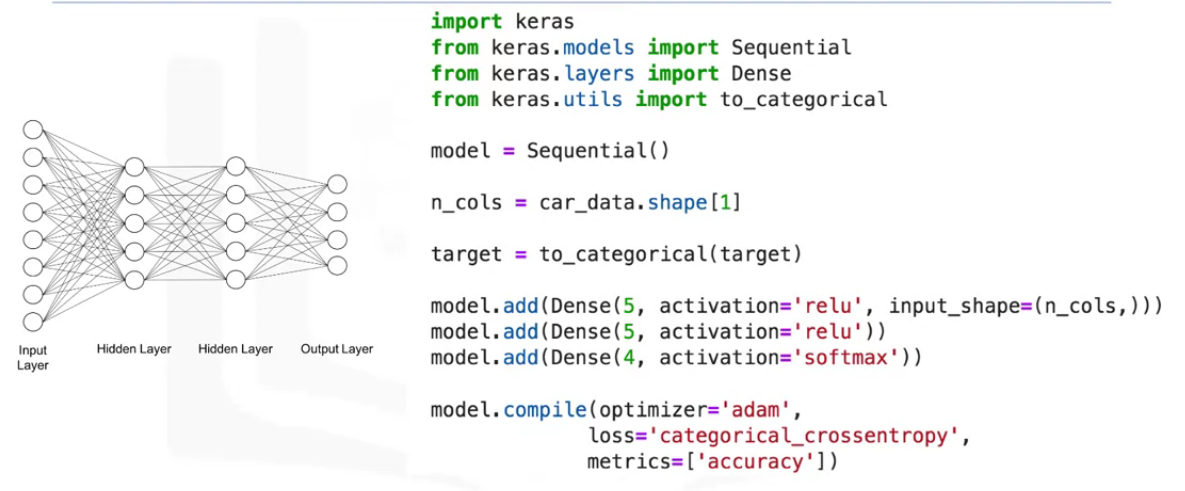 import keras
from keras.models import Sequential
from keras.layers import Dense
from keras.utils import to_categorical
model = Sequential()
n_cols = car_data.shape[1]
target = to_categorical(target)
model.add(Dense(5, activation='relu', input_shape=(n_cols,)))
model.add(Dense(5, activation='relu'))
model.add(Dense(4, activation='softmax'))
model.compile(optimizer='adam',
             loss='categorical_crossentropy',
             metrics=['accuracy'])
Input
Layer
Hidden Layer
Hidden Layer
Output Layer